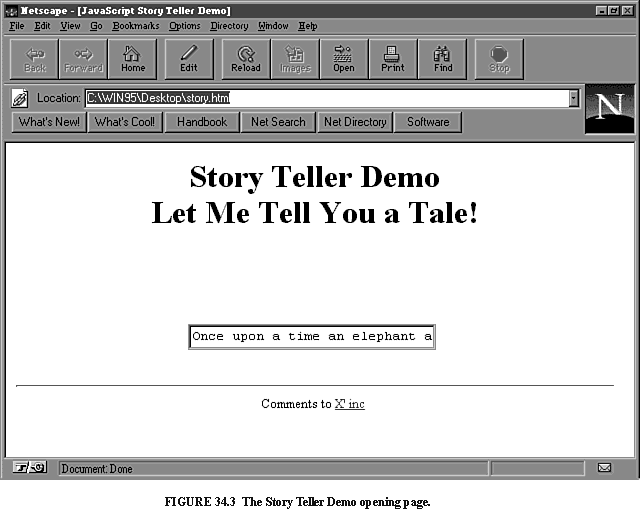 Netscape - [JavaScript Story Teller Demo]
File Edit View Go Bookmarks Options Directory Window Help
Back Forward Home Edit Reload Images Open Print Find Stop
Location: C:\WIN95\Desktop\story.htm
N
What's New! What's Cool! Handbook Net Search Net Directory Software
Story Teller Demo
Let Me Tell You a Tale!
Once upon a time an elephant a
Comments to X' inc
Document: Done
FIGURE 34.3 The Story Teller Demo opening page.